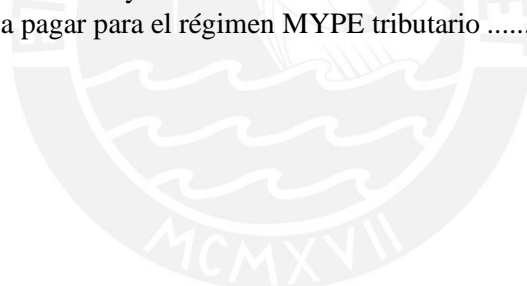 a pagar para el régimen MYPE tributario ......
MCMXVII